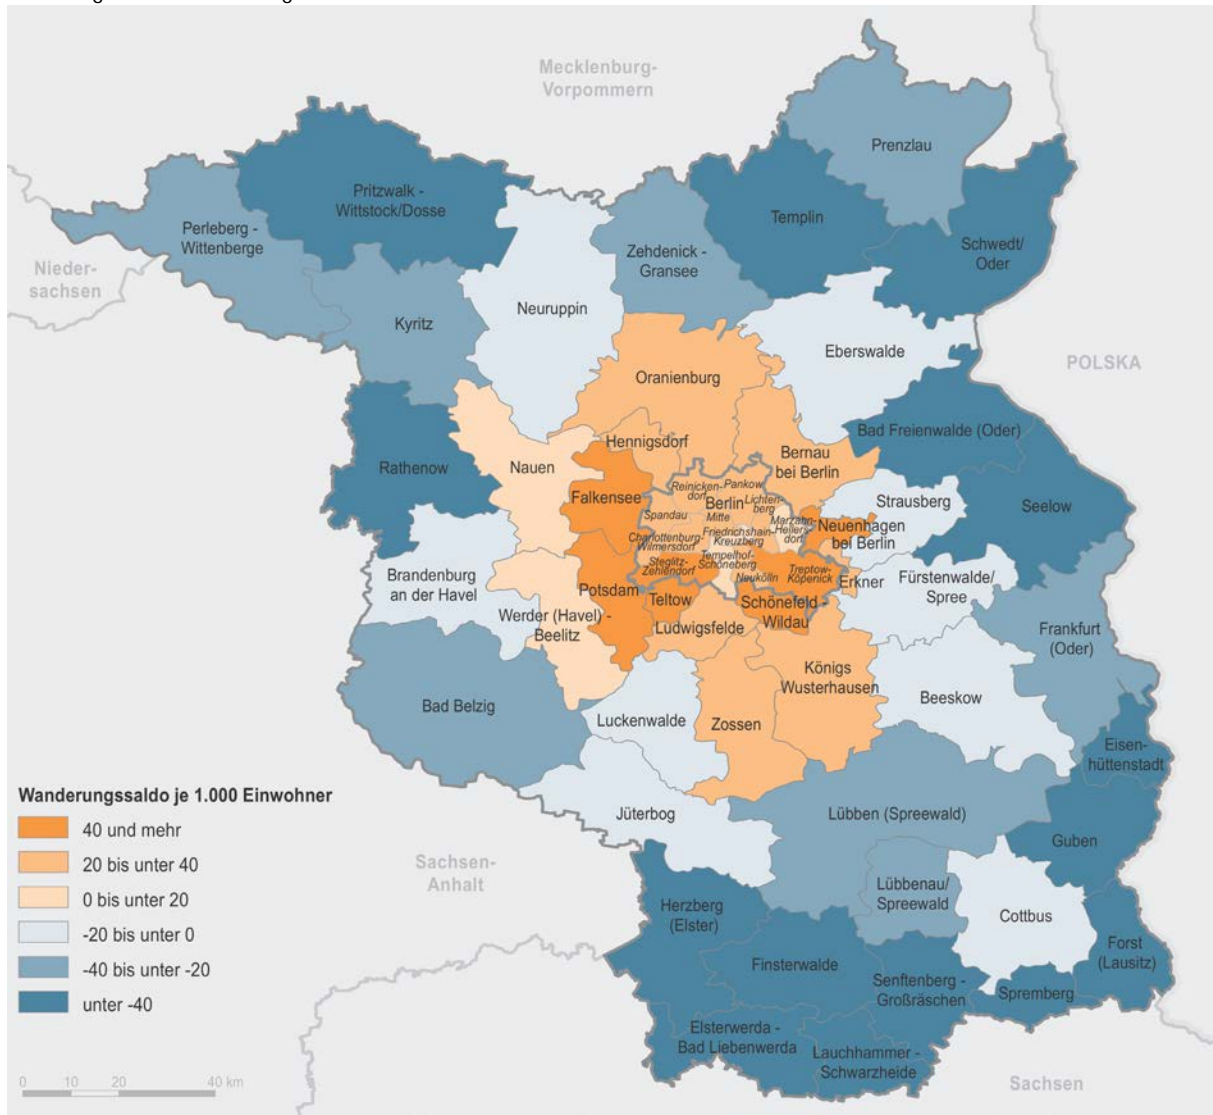 Mecklenburg-
Vorpommern
Prenzlau
Pritzwalk -
Wittstock/Dosse
Templin
Perleberg -
Wittenberge
Zehdenick -
Gransee
Schwedt/
Oder
Nieder-
sachsen
Neuruppin
Kyritz
Eberswalde
POLSKA
Oranienburg
Bad Freienwalde (Oder)
Hennigsdorf
Bernau
bei Berlin
Rathenow
Nauen
Falkensee
Reinicken-
dorf
Pankow
Berlin
Lichten-
berg
Strausberg
Seelow
Spandau
Mitte
Marzahn-
Hellers-
dorf
Neuenhagen
bei Berlin
Charlottenburg-
Wilmersdorf
Friedrichshain-
Kreuzberg
Steglitz-
Zehlendorf
Tempelhof-
Schöneberg
Neukölln
Treptow-
Köpenick
Erkner
Fürstenwalde/
Spree
Brandenburg
an der Havel
Potsdam
Teltow
Schönefeld -
Wildau
Werder (Havel) -
Beelitz
Ludwigsfelde
Frankfurt
(Oder)
Königs
Wusterhausen
Beeskow
Bad Belzig
Luckenwalde
Zossen
Eisen-
hüttenstadt
Wanderungssaldo je 1.000 Einwohner
40 und mehr
20 bis unter 40
0 bis unter 20
-20 bis unter 0
-40 bis unter -20
unter -40
Jüterbog
Lübben (Spreewald)
Guben
Sachsen-
Anhalt
Lübbenau/
Spreewald
Herzberg
(Elster)
Cottbus
Forst
(Lausitz)
Finsterwalde
Senftenberg -
Großräschen
Spremberg
Elsterwerda -
Bad Liebenwerda
Lauchhammer -
Schwarzheide
Sachsen
0 10 20 40 km